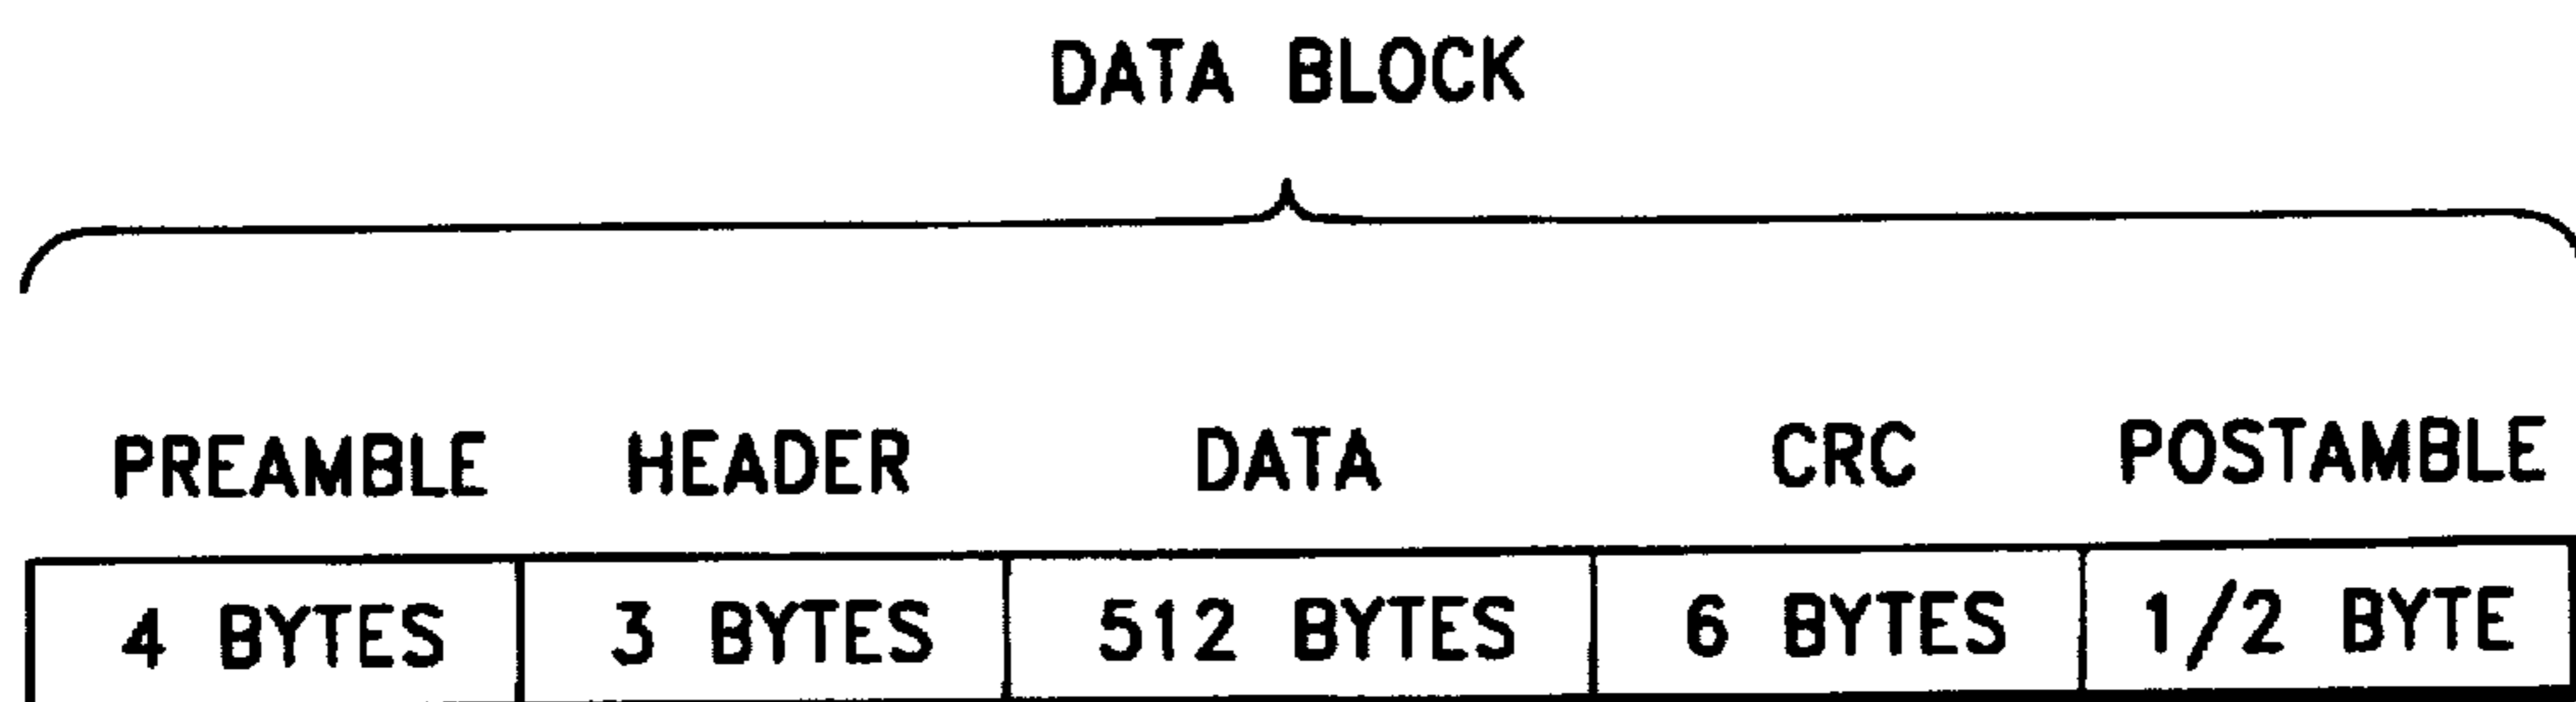 DATA BLOCK
PREAMBLE HEADER DATA CRC POSTAMBLE
4 BYTES 3 BYTES 512 BYTES 6 BYTES 1/2 BYTE